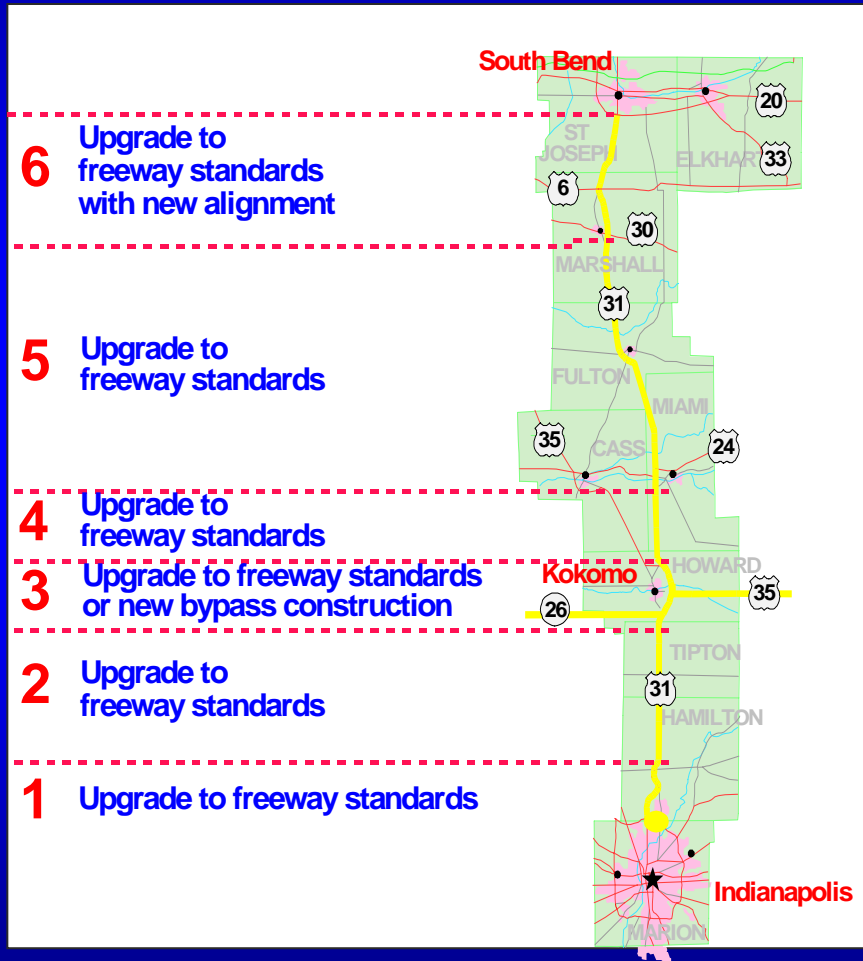 South Bend
20
6
Upgrade to
freeway standards
with new alignment
ST
JOSEPH
ELKHART
33
6
30
MARSHALL
31
5
Upgrade to
freeway standards
FULTON
MIAMI
35
CASS
24
4
Upgrade to
freeway standards
3
Upgrade to freeway standards
or new bypass construction
Kokomo
HOWARD
35
26
2
Upgrade to
freeway standards
TIPTON
31
HAMILTON
1
Upgrade to freeway standards
Indianapolis
MARION